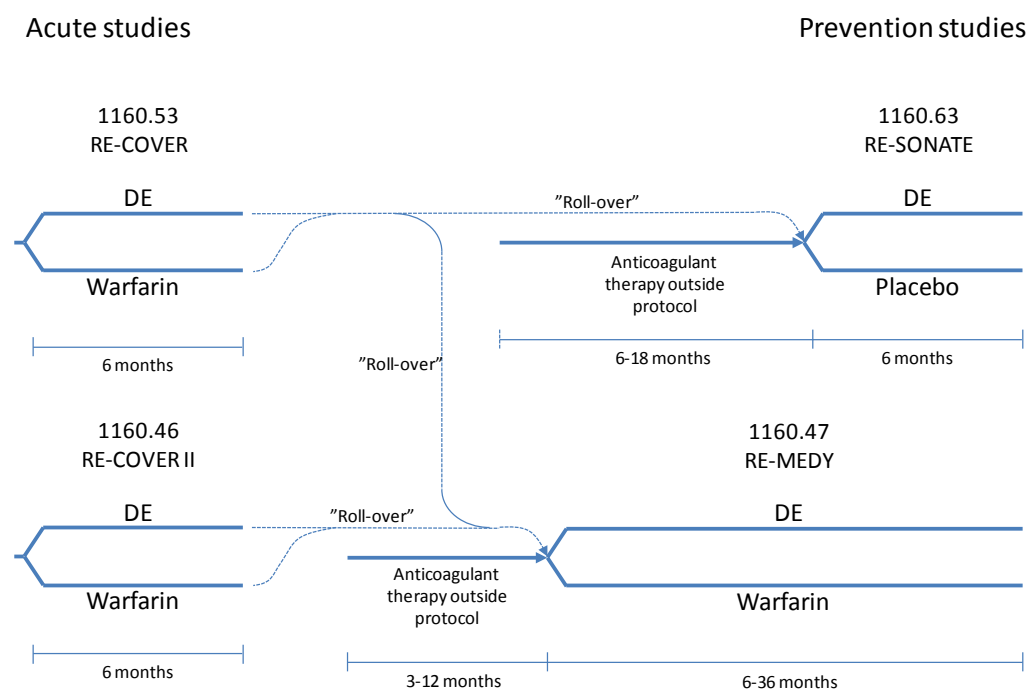 Acute studies
Prevention studies
1160.53
RE-COVER
DE
Warfarin
6 months
1160.63
RE-SONATE
”Roll-over”
DE
Anticoagulant
therapy outside
protocol
Placebo
6-18 months
6 months
”Roll-over”
1160.46
RE-COVER II
DE
Warfarin
6 months
1160.47
RE-MEDY
”Roll-over”
DE
Anticoagulant
therapy outside
protocol
Warfarin
3-12 months
6-36 months